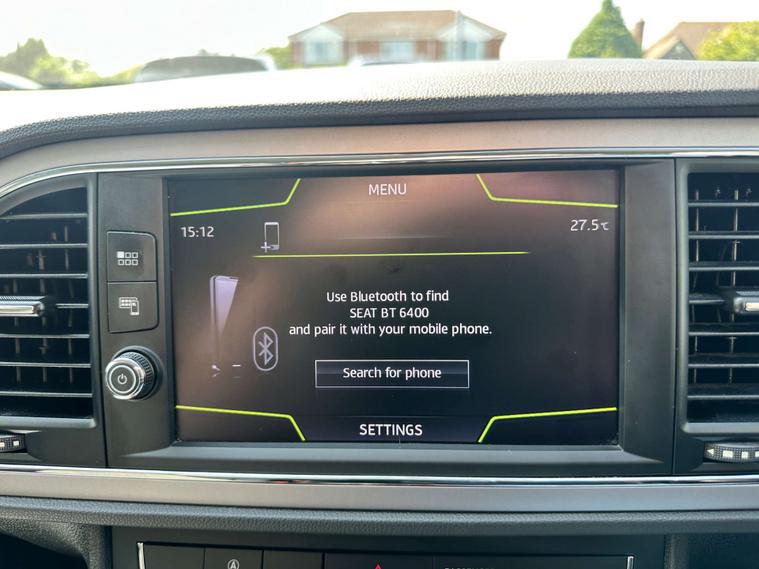 MENU
15:12
27.5°C
Use Bluetooth to find
SEAT BT 6400
and pair it with your mobile phone.
Search for phone
SETTINGS
A